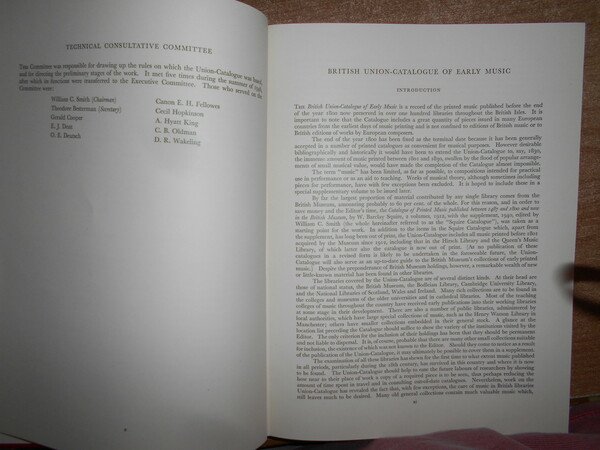 TECHNICAL CONSULTATIVE COMMITTEE
THIS Committee was responsible for drawing up the rules on which the Union-Catalogue was based,
and for directing the preliminary stages of the work. It met five times during the summer of 1946,
after which its functions were transferred to the Executive Committee. Those who served on the
Committee were:
William C. Smith (Chairman)
Theodore Besterman (Secretary)
Gerald Cooper
E. J. Dent
O. E. Deutsch
Canon E. H. Fellowes
Cecil Hopkinson
A. Hyatt King
C. B. Oldman
D. R. Wakeling
BRITISH UNION-CATALOGUE OF EARLY MUSIC
INTRODUCTION
THE British Union-Catalogue of Early Music is a record of the printed music published before the end
of the year 1800 now preserved in over one hundred libraries throughout the British Isles. It is
important to note that the Catalogue includes a great quantity of pieces issued in many European
countries from the earliest days of music printing and is not confined to editions of British music or to
British editions of works by European composers.
The end of the year 1800 has been fixed as the terminal date because it has been generally
accepted in a number of printed catalogues as convenient for musical purposes. However desirable
bibliographically and historically it would have been to extend the Union-Catalogue to, say, 1850,
the immense amount of music printed between 1801 and 1850, swollen by the flood of popular arrange-
ments of small musical value, would have made the completion of the Catalogue almost impossible.
The term "music" has been limited, as far as possible, to compositions intended for practical
use in performance or as an aid to teaching. Works of musical theory, although sometimes including
pieces for performance, have with few exceptions been excluded. It is hoped to include those in a
special supplementary volume to be issued later.
By far the largest proportion of material contributed by any single library comes from the
British Museum, amounting probably to 60 per cent. of the whole. For this reason, and in order to
save money and the Editor's time, the Catalogue of Printed Music published between 1487 and 1800 and now
in the British Museum, by W. Barclay Squire, 2 volumes, 1912, with the supplement, 1940, edited by
William C. Smith (the whole hereinafter referred to as the "Squire Catalogue"), was taken as a
starting point for the work. In addition to the items in the Squire Catalogue which, apart from
the supplement, has long been out of print, the Union-Catalogue includes all music printed before 1801
acquired by the Museum since 1912, including that in the Hirsch Library and the Queen's Music
Library, of which latter also the catalogue is now out of print. (As no publication of these
catalogues in a revised form is likely to be undertaken in the foreseeable future, the Union-
Catalogue will also serve as an up-to-date guide to the British Museum's collections of early printed
music.) Despite the preponderance of British Museum holdings, however, a remarkable wealth of new
or little-known material has been found in other libraries.
The libraries covered by the Union-Catalogue are of several distinct kinds. At their head are
those of national status, the British Museum, the Bodleian Library, Cambridge University Library,
and the National Libraries of Scotland, Wales and Ireland. Many rich collections are to be found in
the colleges and museums of the older universities and in cathedral libraries. Most of the teaching
colleges of music throughout the country have received early publications into their working libraries
at some stage in their development. There are also a number of public libraries, administered by
local authorities, which have large special collections of music, such as the Henry Watson Library in
Manchester; others have smaller collections embedded in their general stock. A glance at the
location list preceding the Catalogue should suffice to show the variety of the institutions visited by the
Editor. The only criterion for the inclusion of their holdings has been that they should be permanent
and not liable to dispersal. It is, of course, probable that there are many other small collections suitable
for inclusion, the existence of which was not known to the Editor. Should they come to notice as a result
of the publication of the Union-Catalogue, it may ultimately be possible to cover them in a supplement.
The examination of all these libraries has shown for the first time to what extent music published
in all periods, particularly during the 18th century, has survived in this country and where it is now
to be found. The Union-Catalogue should help to ease the future labours of researchers by showing
how near to their place of work a copy of a required piece is to be seen, thus perhaps reducing the
amount of time spent in travel and in consulting out-of-date catalogues. Nevertheless, work on the
Union-Catalogue has revealed the fact that, with few exceptions, the care of music in British libraries
still leaves much to be desired. Many old general collections contain much valuable music which,
xi